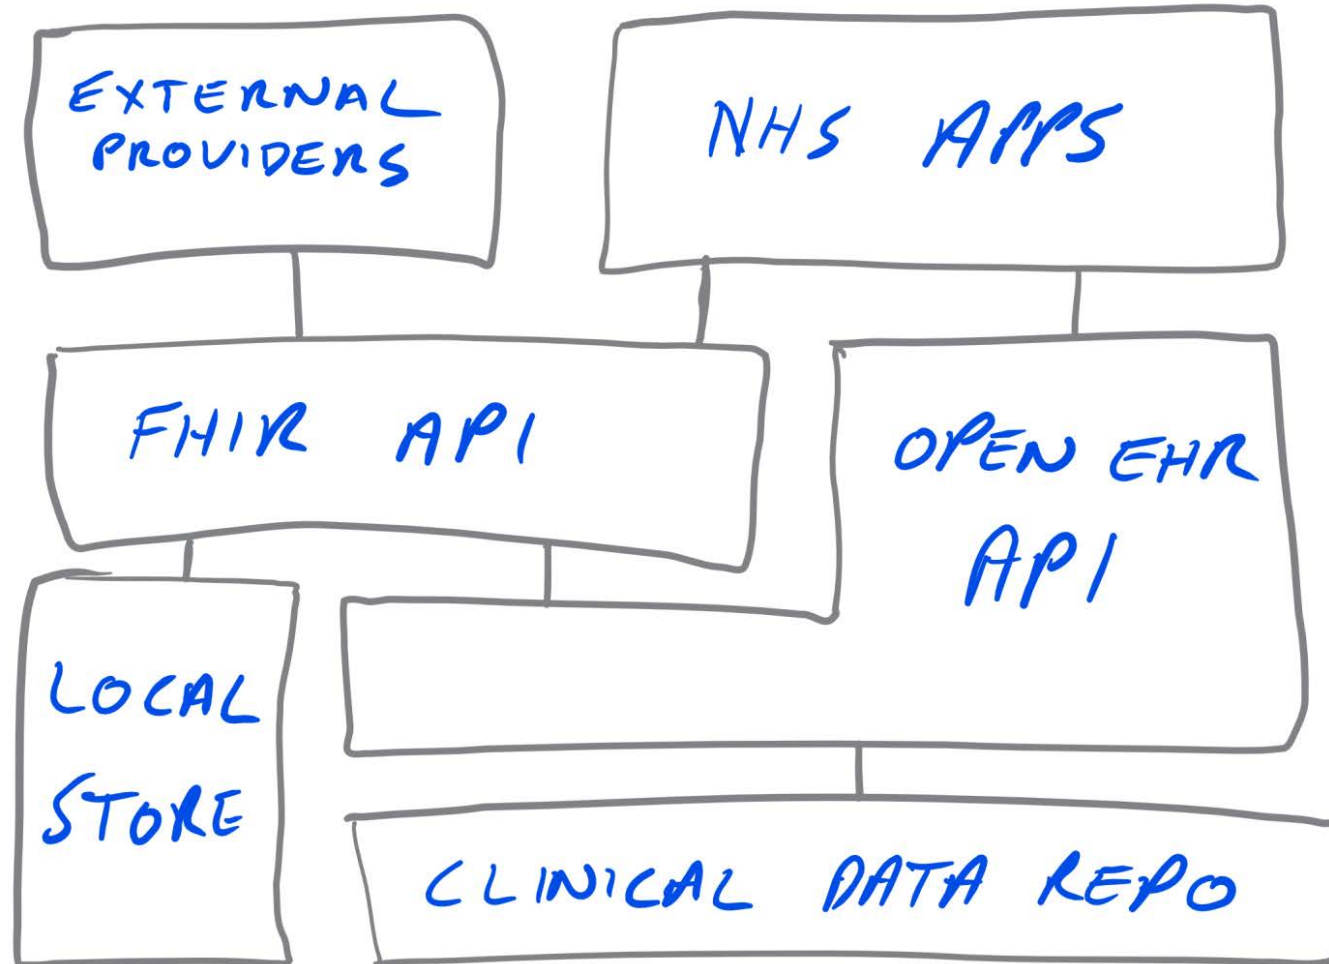 EXTERNAL
PROVIDERS
NHS APPS
FHIR API
OPEN EHR
API
LOCAL
STORE
CLINICAL DATA REPO